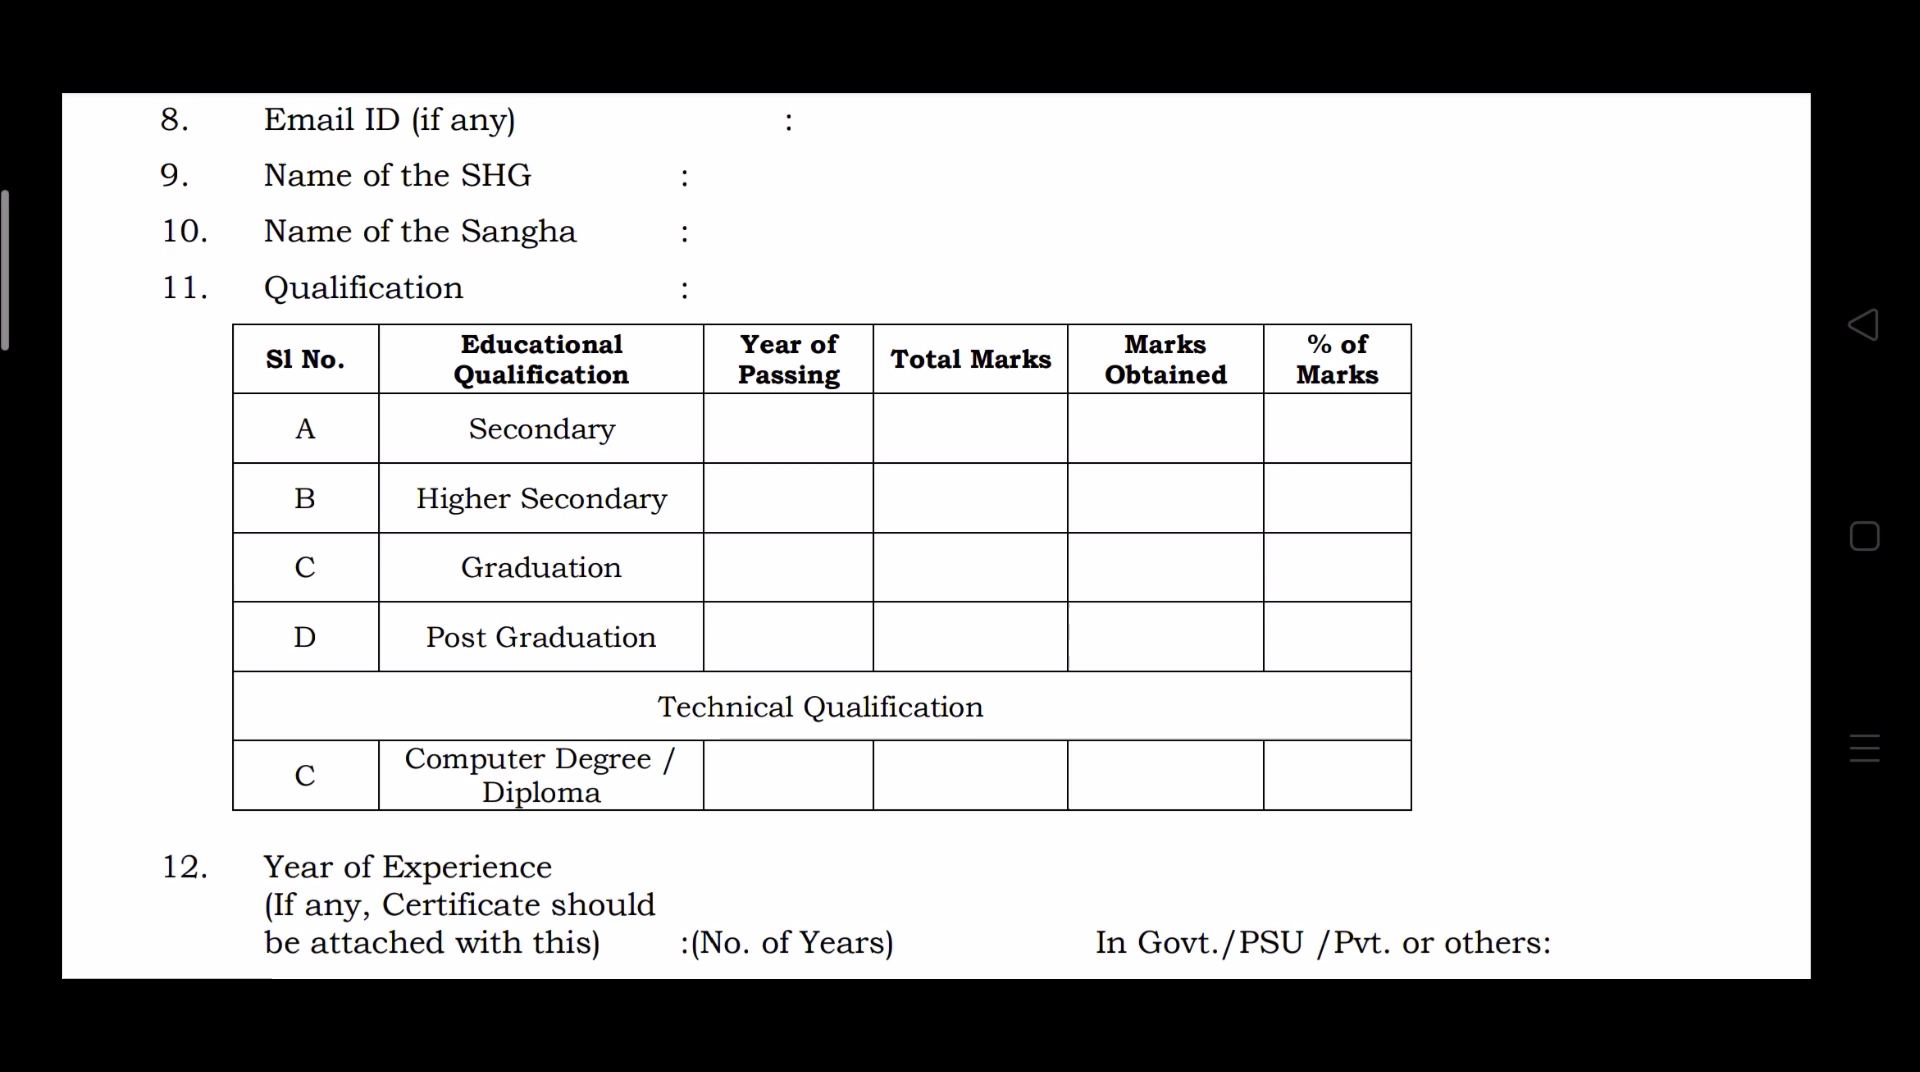 8. Email ID (if any) :
9. Name of the SHG :
10. Name of the Sangha :
11. Qualification :
Sl No. Educational Qualification Year of Passing Total Marks Marks Obtained % of Marks
A Secondary
B Higher Secondary
C Graduation
D Post Graduation
Technical Qualification
C Computer Degree / Diploma
12. Year of Experience
(If any, Certificate should
be attached with this) :(No. of Years) In Govt./PSU /Pvt. or others: